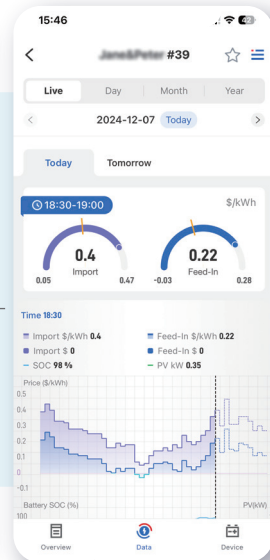 15:46
#39
Live Day Month Year
2024-12-07 Today
Today Tomorrow
18:30-19:00 $/kWh
0.4 0.22
Import Feed-In
0.05 0.47 -0.03 0.28
Time 18:30
Import $/kWh 0.4 Feed-In $/kWh 0.22
Import $ 0 Feed-In $ 0
SOC 98 % PV kW 0.35
Price ($/kWh)
0.5
0.4
0.3
0.2
0.1
0
-0.1
Battery SOC (%) PV(kW)
100
Overview Data Device